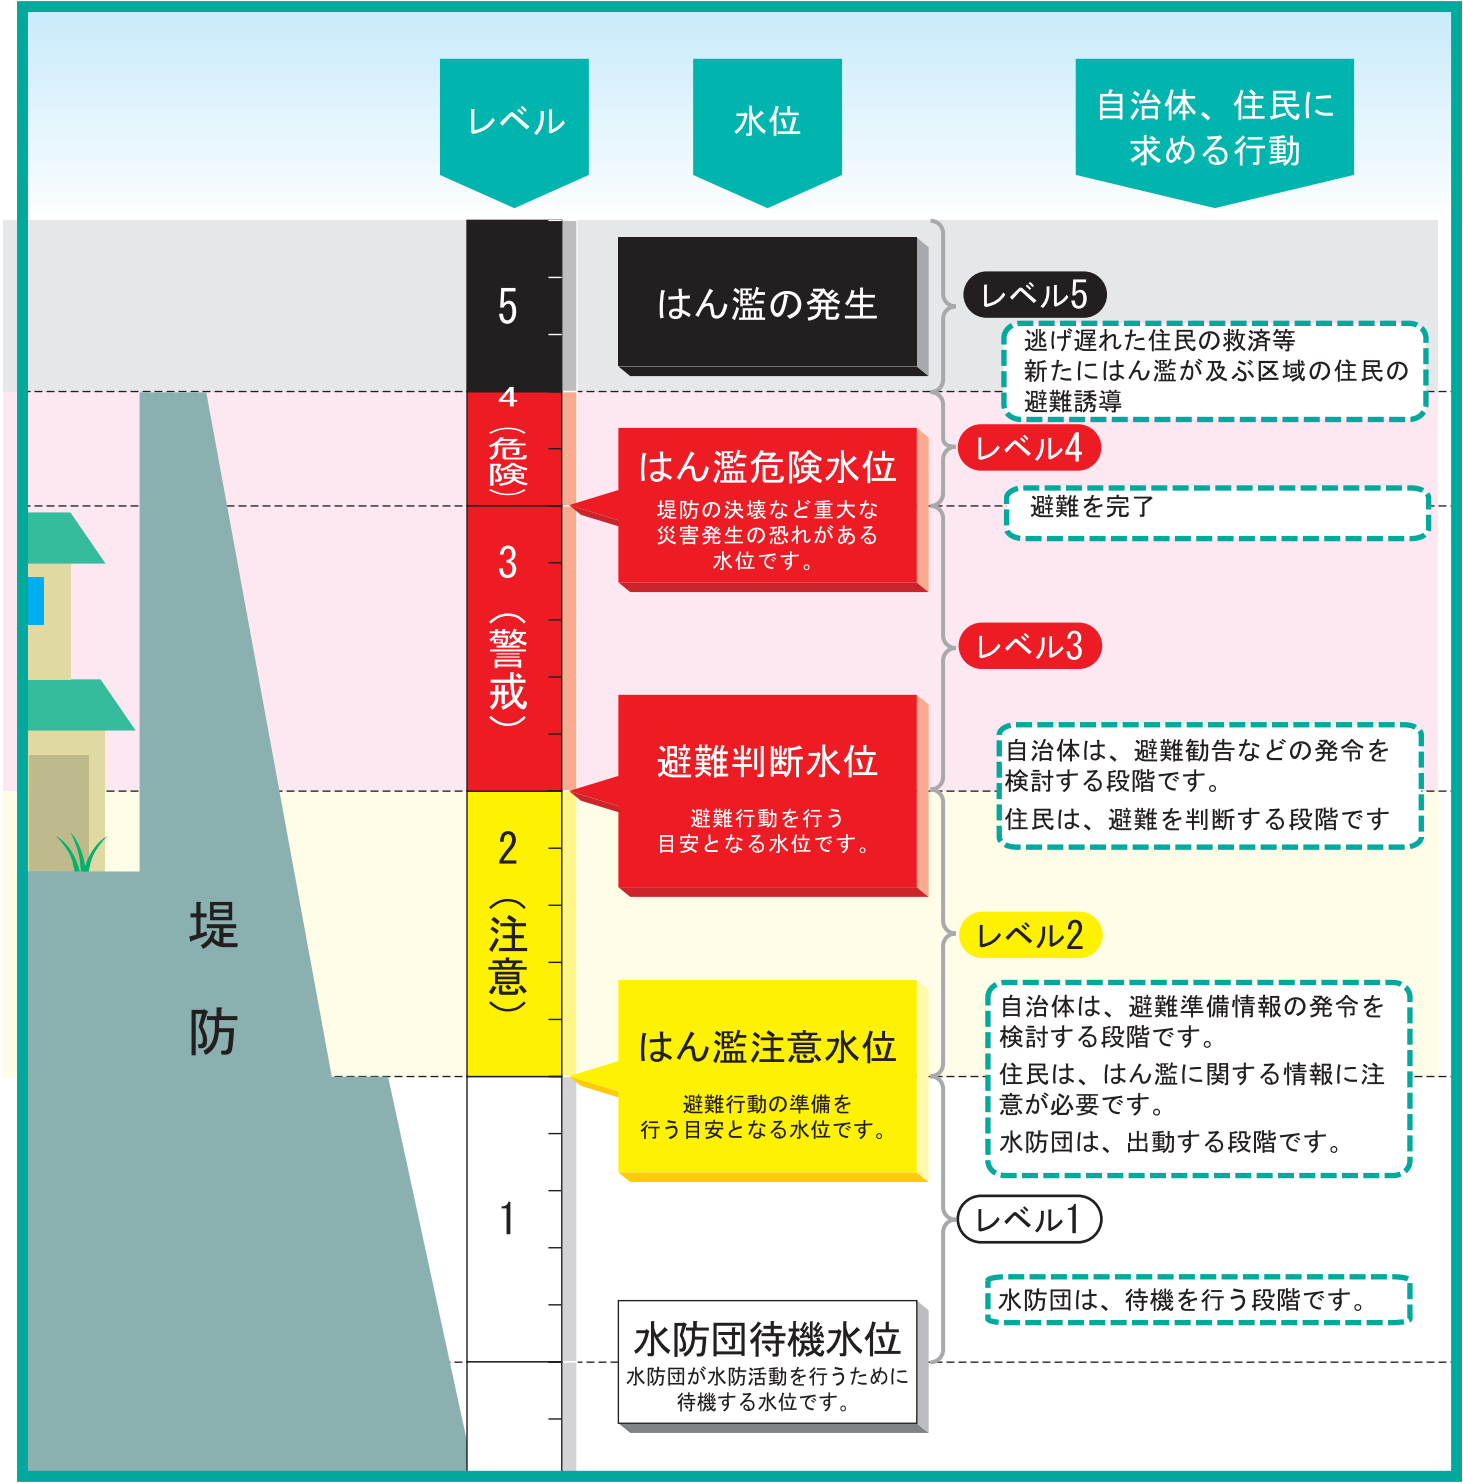 レベル
水位
自治体、住民に
求める行動
5
はん濫の発生
レベル5
逃げ遅れた住民の救済等
新たにはん濫が及ぶ区域の住民の
避難誘導
4
（危険）
はん濫危険水位
堤防の決壊など重大な
災害発生の恐れがある
水位です。
レベル4
避難を完了
3
（警戒）
レベル3
避難判断水位
避難行動を行う
目安となる水位です。
自治体は、避難勧告などの発令を
検討する段階です。
住民は、避難を判断する段階です
2
（注意）
レベル2
堤防
はん濫注意水位
避難行動の準備を
行う目安となる水位です。
自治体は、避難準備情報の発令を
検討する段階です。
住民は、はん濫に関する情報に注
意が必要です。
水防団は、出動する段階です。
1
レベル1
水防団は、待機を行う段階です。
水防団待機水位
水防団が水防活動を行うために
待機する水位です。